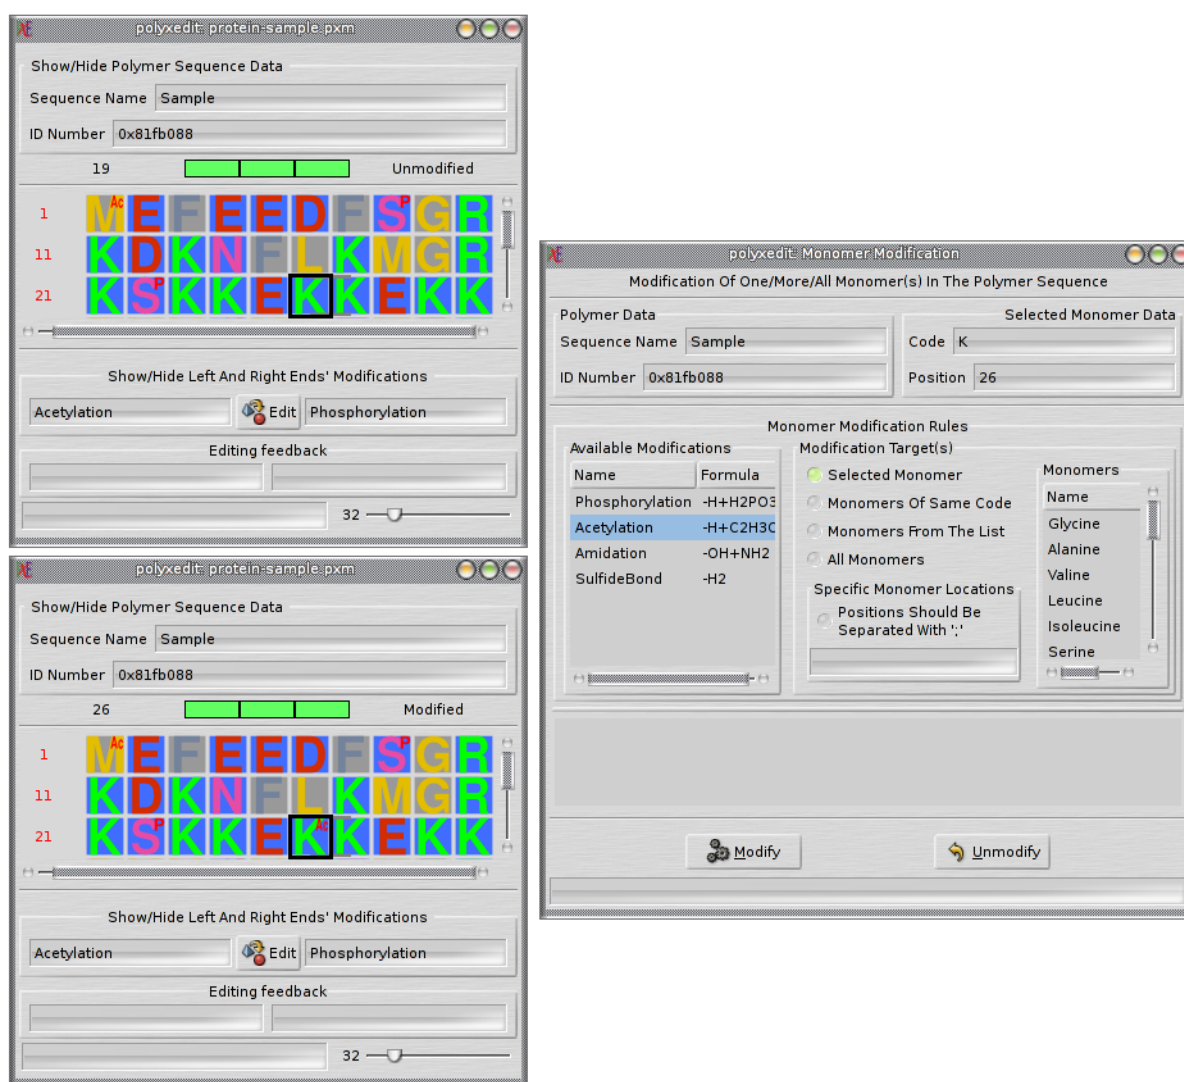 polyxedit: protein-sample.pxm
Show/Hide Polymer Sequence Data
Sequence Name Sample
ID Number 0x81fb088
19 Unmodified
1 M Ac E F E E D F S P G R
11 K D K N F L K M G R
21 K S P K K E K K E K K
Show/Hide Left And Right Ends' Modifications
Acetylation Edit Phosphorylation
Editing feedback
32
polyxedit: protein-sample.pxm
Show/Hide Polymer Sequence Data
Sequence Name Sample
ID Number 0x81fb088
26 Modified
1 M Ac E F E E D F S P G R
11 K D K N F L K M G R
21 K S P K K E K Ac K E K K
Show/Hide Left And Right Ends' Modifications
Acetylation Edit Phosphorylation
Editing feedback
32
polyxedit: Monomer Modification
Modification Of One/More/All Monomer(s) In The Polymer Sequence
Polymer Data
Sequence Name Sample
ID Number 0x81fb088
Selected Monomer Data
Code K
Position 26
Monomer Modification Rules
Available Modifications
Name Formula
Phosphorylation -H+H2PO3
Acetylation -H+C2H3O
Amidation -OH+NH2
SulfideBond -H2
Modification Target(s)
Selected Monomer
Monomers Of Same Code
Monomers From The List
All Monomers
Specific Monomer Locations
Positions Should Be
Separated With ';'
Monomers
Name
Glycine
Alanine
Valine
Leucine
Isoleucine
Serine
Modify Unmodify